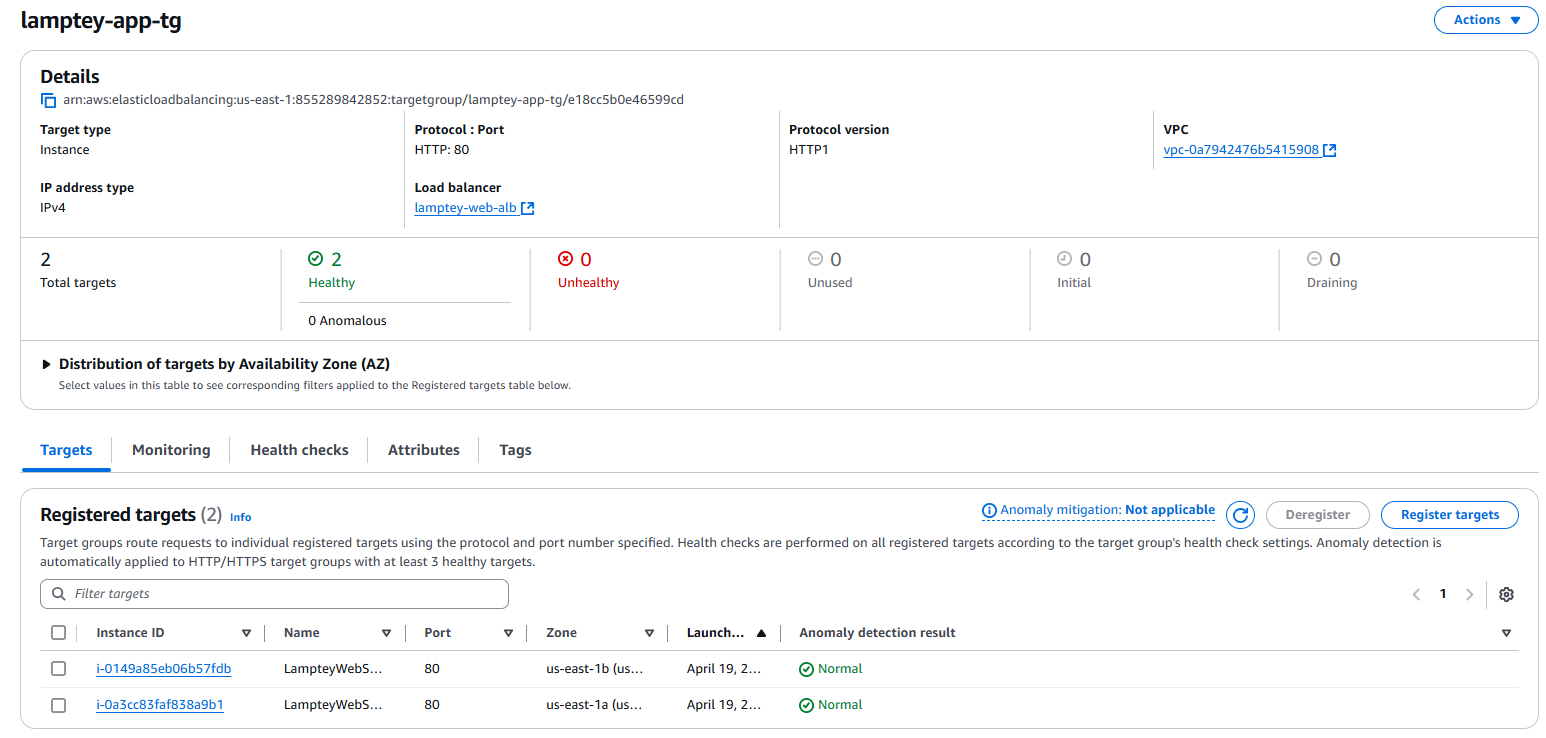 lamptey-app-tg
Actions
Details
arn:aws:elasticloadbalancing:us-east-1:855289842852:targetgroup/lamptey-app-tg/e18cc5b0e46599cd
Target type
Instance
Protocol : Port
HTTP: 80
Protocol version
HTTP1
VPC
vpc-0a7942476b5415908
IP address type
IPv4
Load balancer
lamptey-web-alb
2
Total targets
2
Healthy
0 Anomalous
0
Unhealthy
0
Unused
0
Initial
0
Draining
Distribution of targets by Availability Zone (AZ)
Select values in this table to see corresponding filters applied to the Registered targets table below.
Targets Monitoring Health checks Attributes Tags
Registered targets (2) Info
Anomaly mitigation: Not applicable
Deregister
Register targets
Target groups route requests to individual registered targets using the protocol and port number specified. Health checks are performed on all registered targets according to the target group's health check settings. Anomaly detection is
automatically applied to HTTP/HTTPS target groups with at least 3 healthy targets.
Filter targets
1
Instance ID Name Port Zone Launch... Anomaly detection result
i-0149a85eb06b57fdb LampteyWebS... 80 us-east-1b (us... April 19, 2... Normal
i-0a3cc83faf838a9b1 LampteyWebS... 80 us-east-1a (us... April 19, 2... Normal